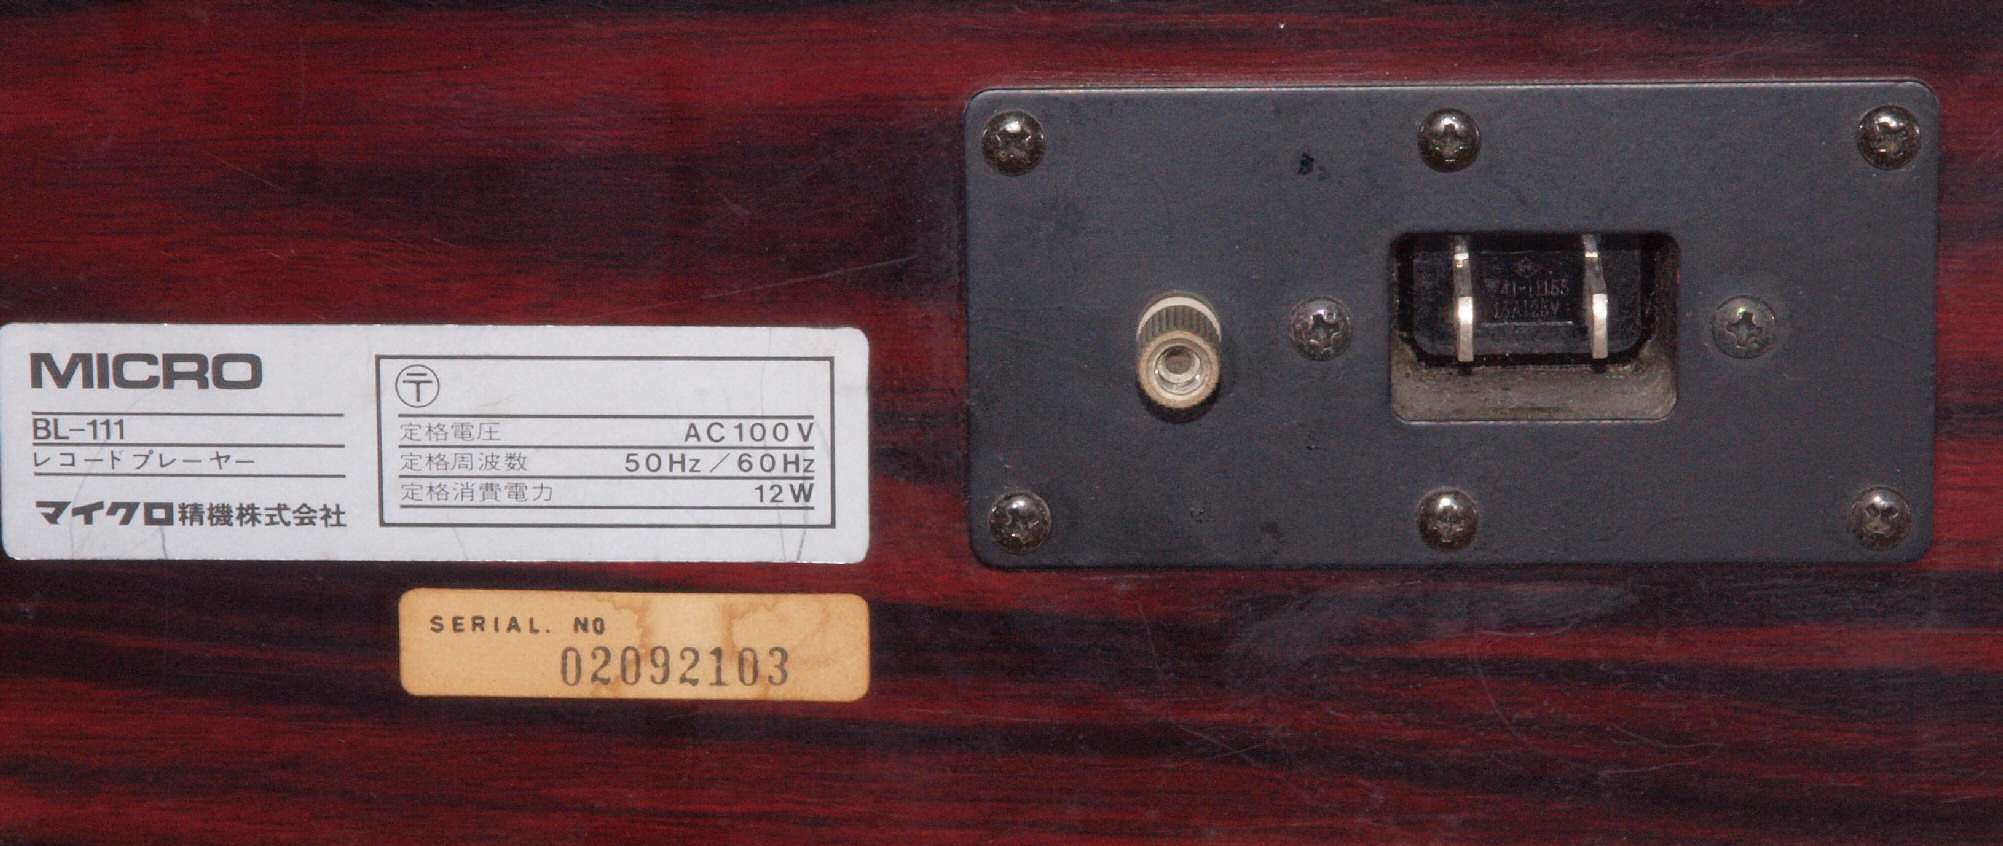 MICRO
BL-111
レコードプレーヤー
マイクロ精機株式会社
〒
定格電圧 AC100V
定格周波数 50Hz/60Hz
定格消費電力 12W
SERIAL. NO
02092103